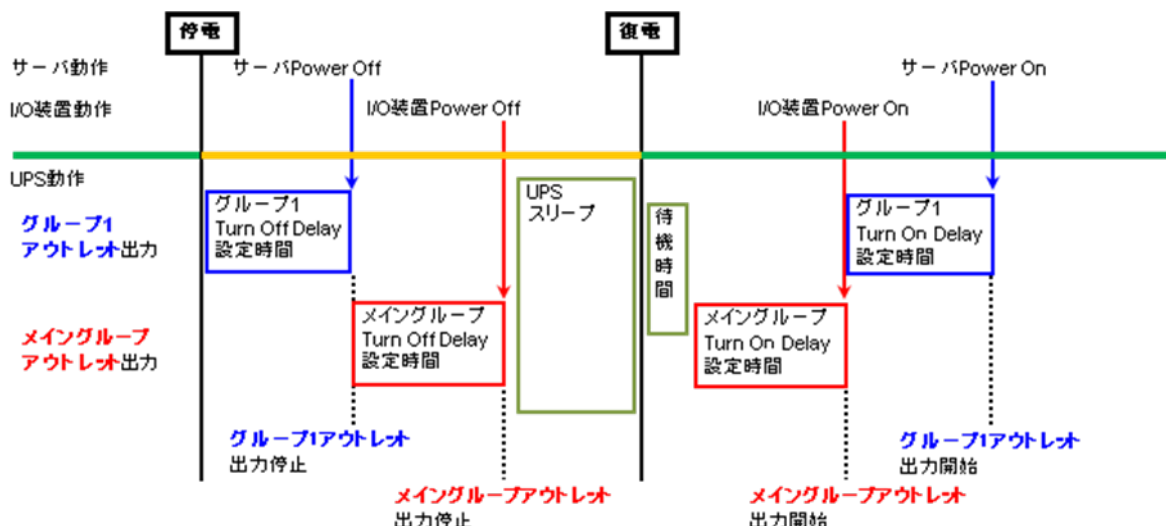 停電
復電
サーバ動作
サーバPower Off
サーバPower On
I/O装置動作
I/O装置Power Off
I/O装置Power On
UPS動作
グループ1
アウトレット出力
グループ1
Turn Off Delay
設定時間
UPS
スリープ
待機時間
グループ1
Turn On Delay
設定時間
メイングループ
アウトレット出力
メイングループ
Turn Off Delay
設定時間
メイングループ
Turn On Delay
設定時間
グループ1アウトレット
出力停止
グループ1アウトレット
出力開始
メイングループアウトレット
出力停止
メイングループアウトレット
出力開始